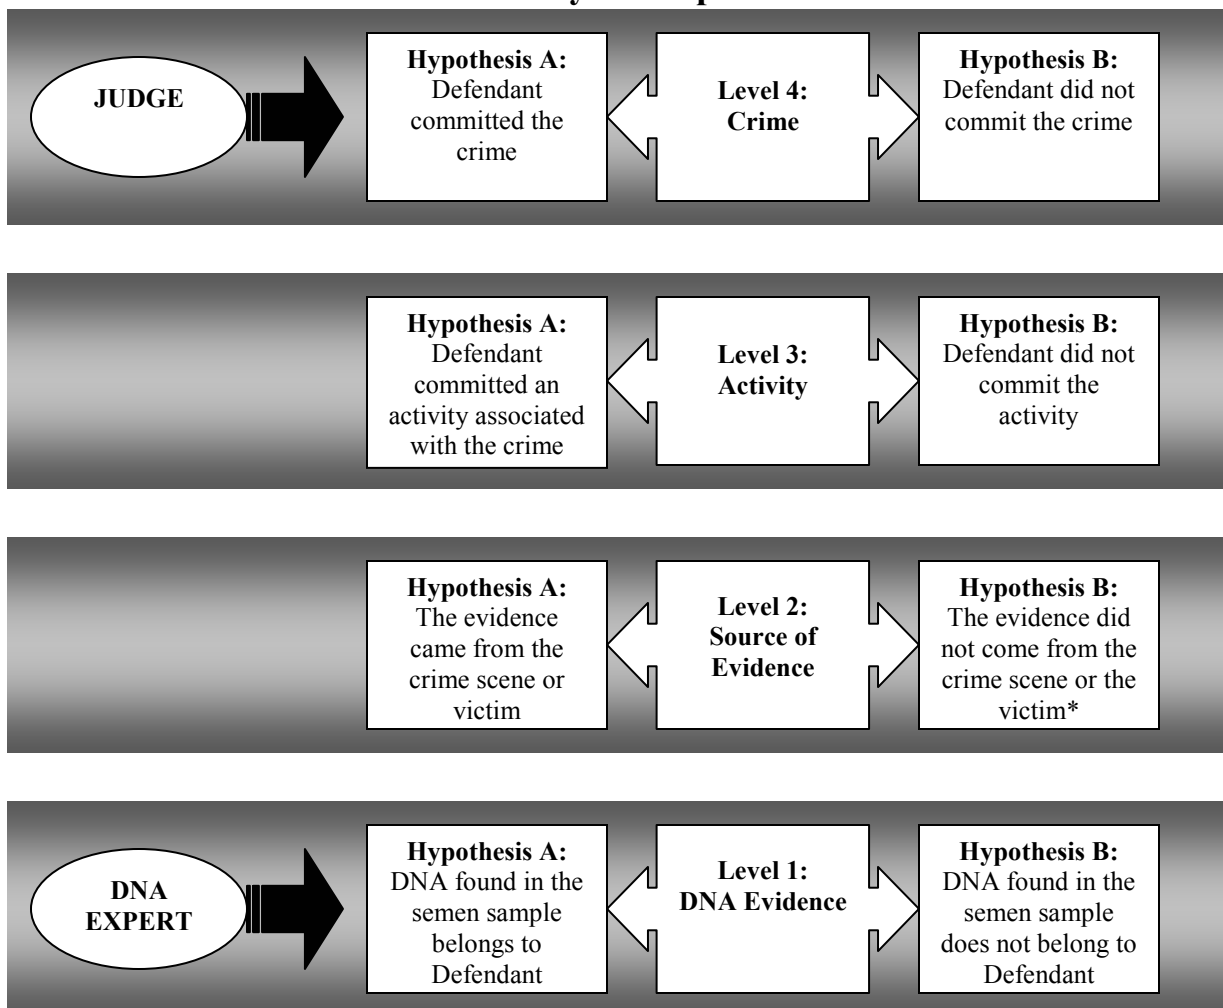 JUDGE
Hypothesis A:
Defendant
committed the
crime
Level 4:
Crime
Hypothesis B:
Defendant did not
commit the crime
Hypothesis A:
Defendant
committed an
activity associated
with the crime
Level 3:
Activity
Hypothesis B:
Defendant did not
commit the
activity
Hypothesis A:
The evidence
came from the
crime scene or
victim
Level 2:
Source of
Evidence
Hypothesis B:
The evidence did
not come from the
crime scene or the
victim*
DNA
EXPERT
Hypothesis A:
DNA found in the
semen sample
belongs to
Defendant
Level 1:
DNA Evidence
Hypothesis B:
DNA found in the
semen sample
does not belong to
Defendant